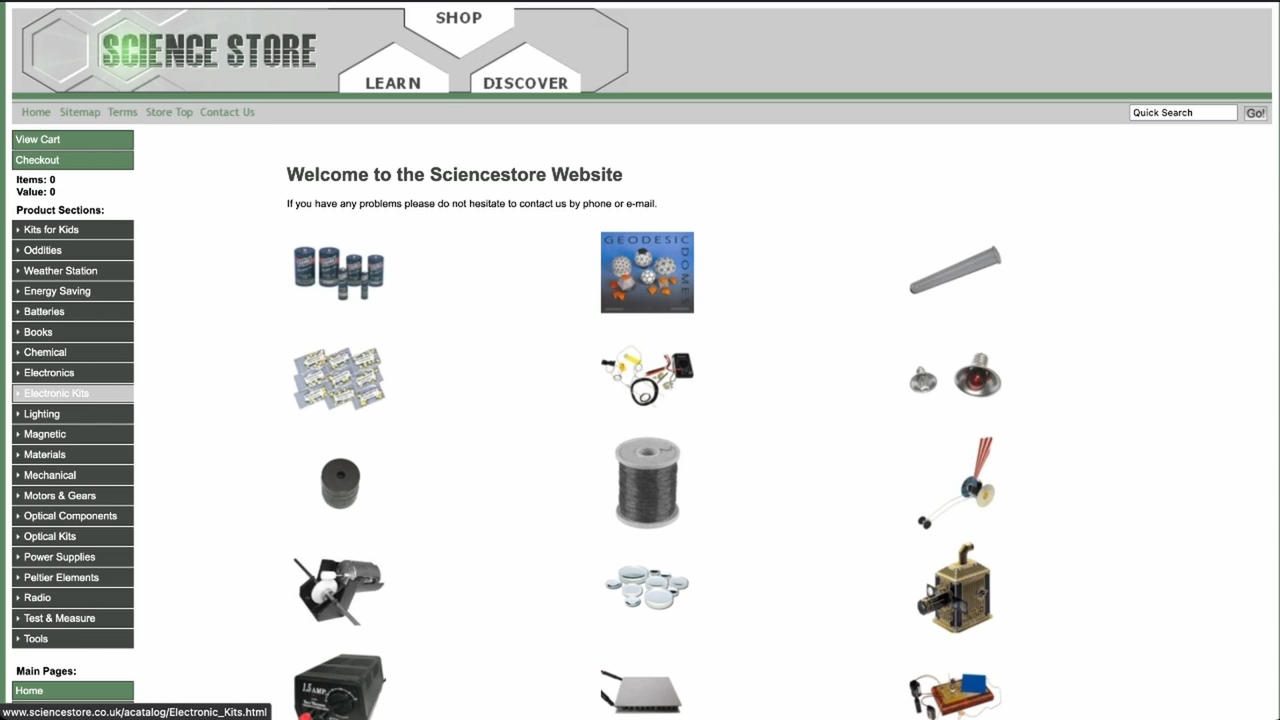 SHOP
SCIENCE STORE
LEARN
DISCOVER
Home Sitemap Terms Store Top Contact Us
Quick Search
Go!
View Cart
Checkout
Items: 0
Value: 0
Product Sections:
Kits for Kids
Oddities
Weather Station
Energy Saving
Batteries
Books
Chemical
Electronics
Electronic Kits
Lighting
Magnetic
Materials
Mechanical
Motors & Gears
Optical Components
Optical Kits
Power Supplies
Peltier Elements
Radio
Test & Measure
Tools
Main Pages:
Home
Welcome to the Sciencestore Website
If you have any problems please do not hesitate to contact us by phone or e-mail.
GEODESIC
DOMES
1.5 AMP
www.sciencestore.co.uk/acatalog/Electronic_Kits.html